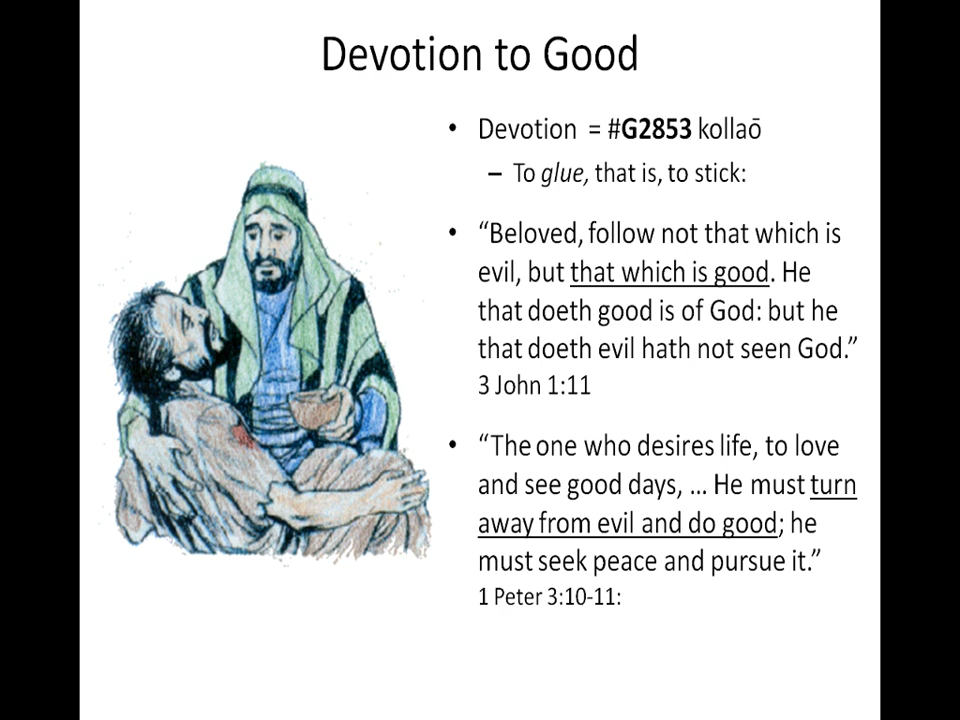 Devotion to Good
• Devotion = #G2853 kollaō
– To glue, that is, to stick:
• “Beloved, follow not that which is
evil, but that which is good. He
that doeth good is of God: but he
that doeth evil hath not seen God.”
3 John 1:11
• “The one who desires life, to love
and see good days, … He must turn
away from evil and do good; he
must seek peace and pursue it.”
1 Peter 3:10-11: